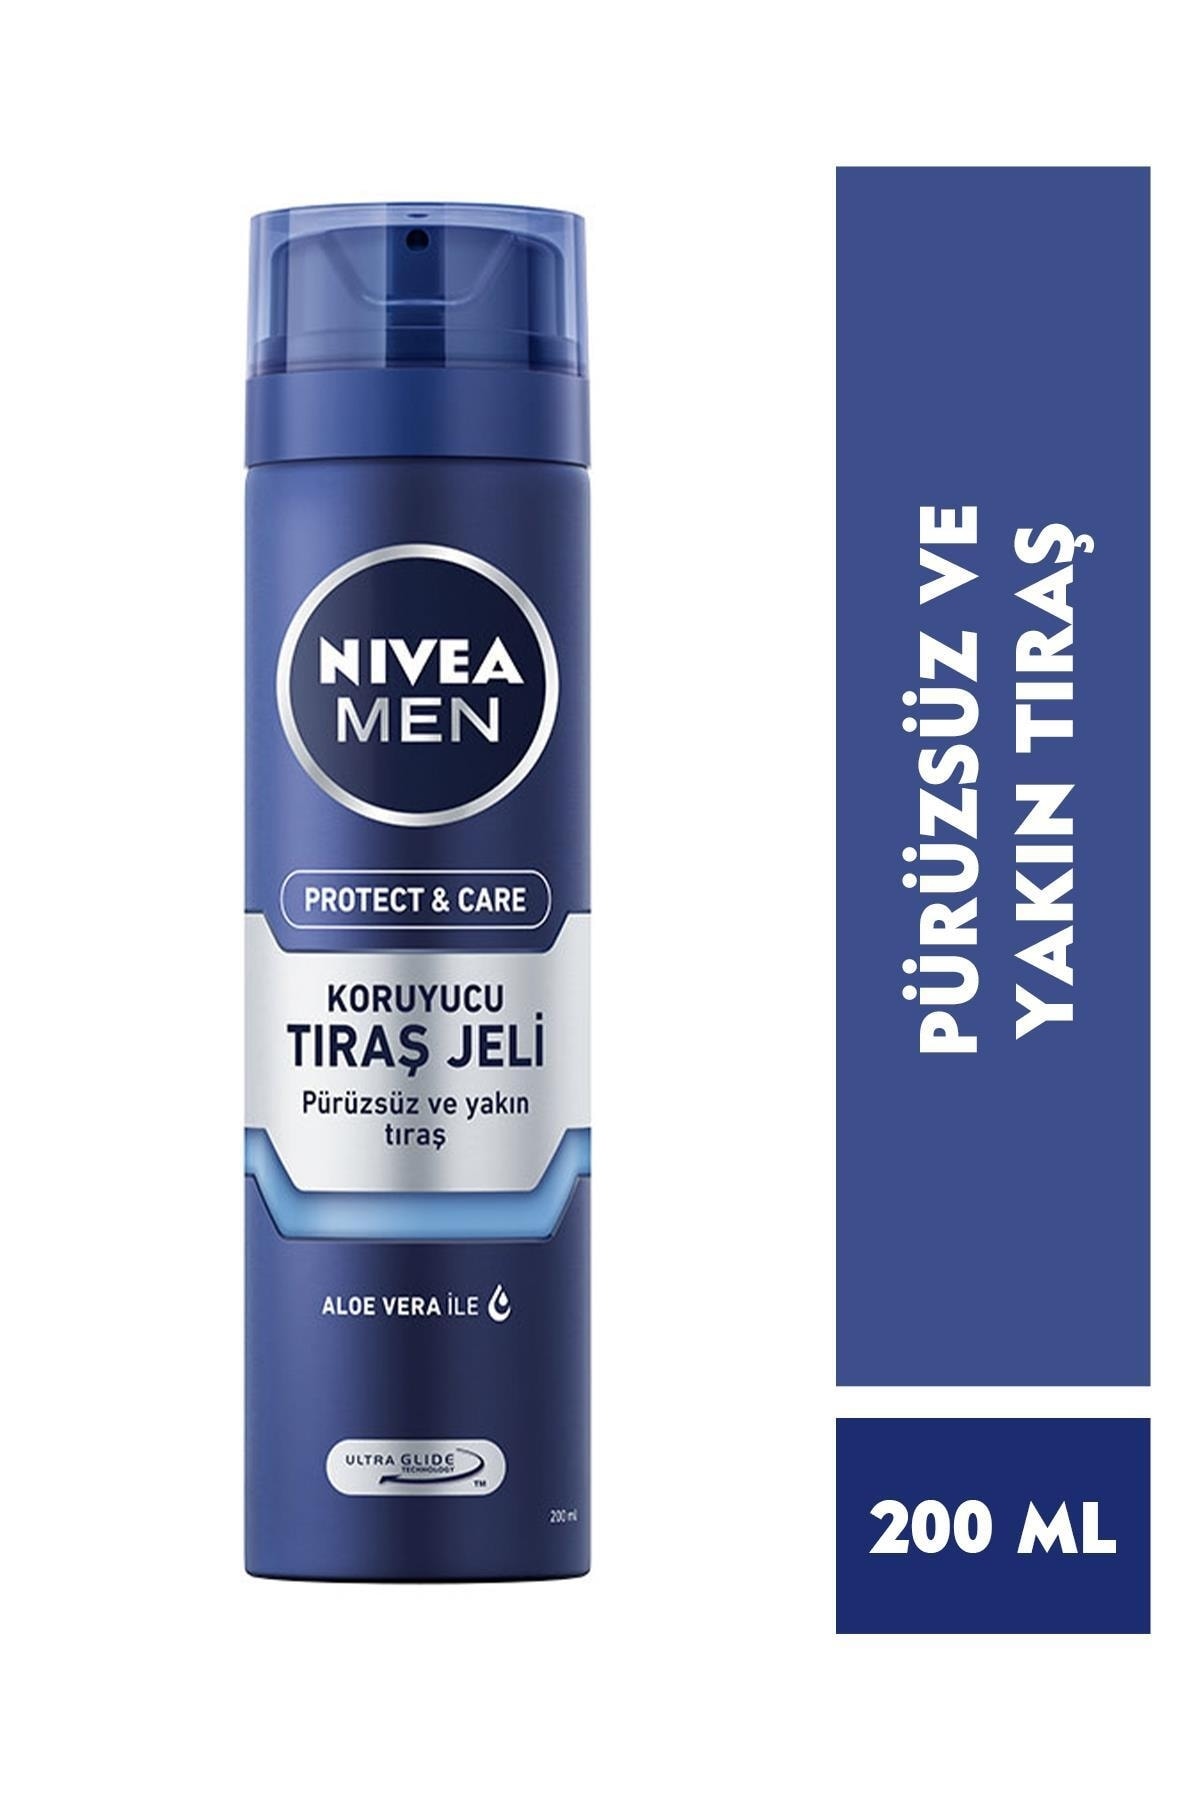 NIVEA
MEN
PROTECT & CARE
KORUYUCU
TIRAŞ JELİ
Pürüzsüz ve yakın
tıraş
ALOE VERA İLE
ULTRA GLIDE
TECHNOLOGY
TM
200 ml
PÜRÜZSÜZ VE
YAKIN TIRAŞ
200 ML